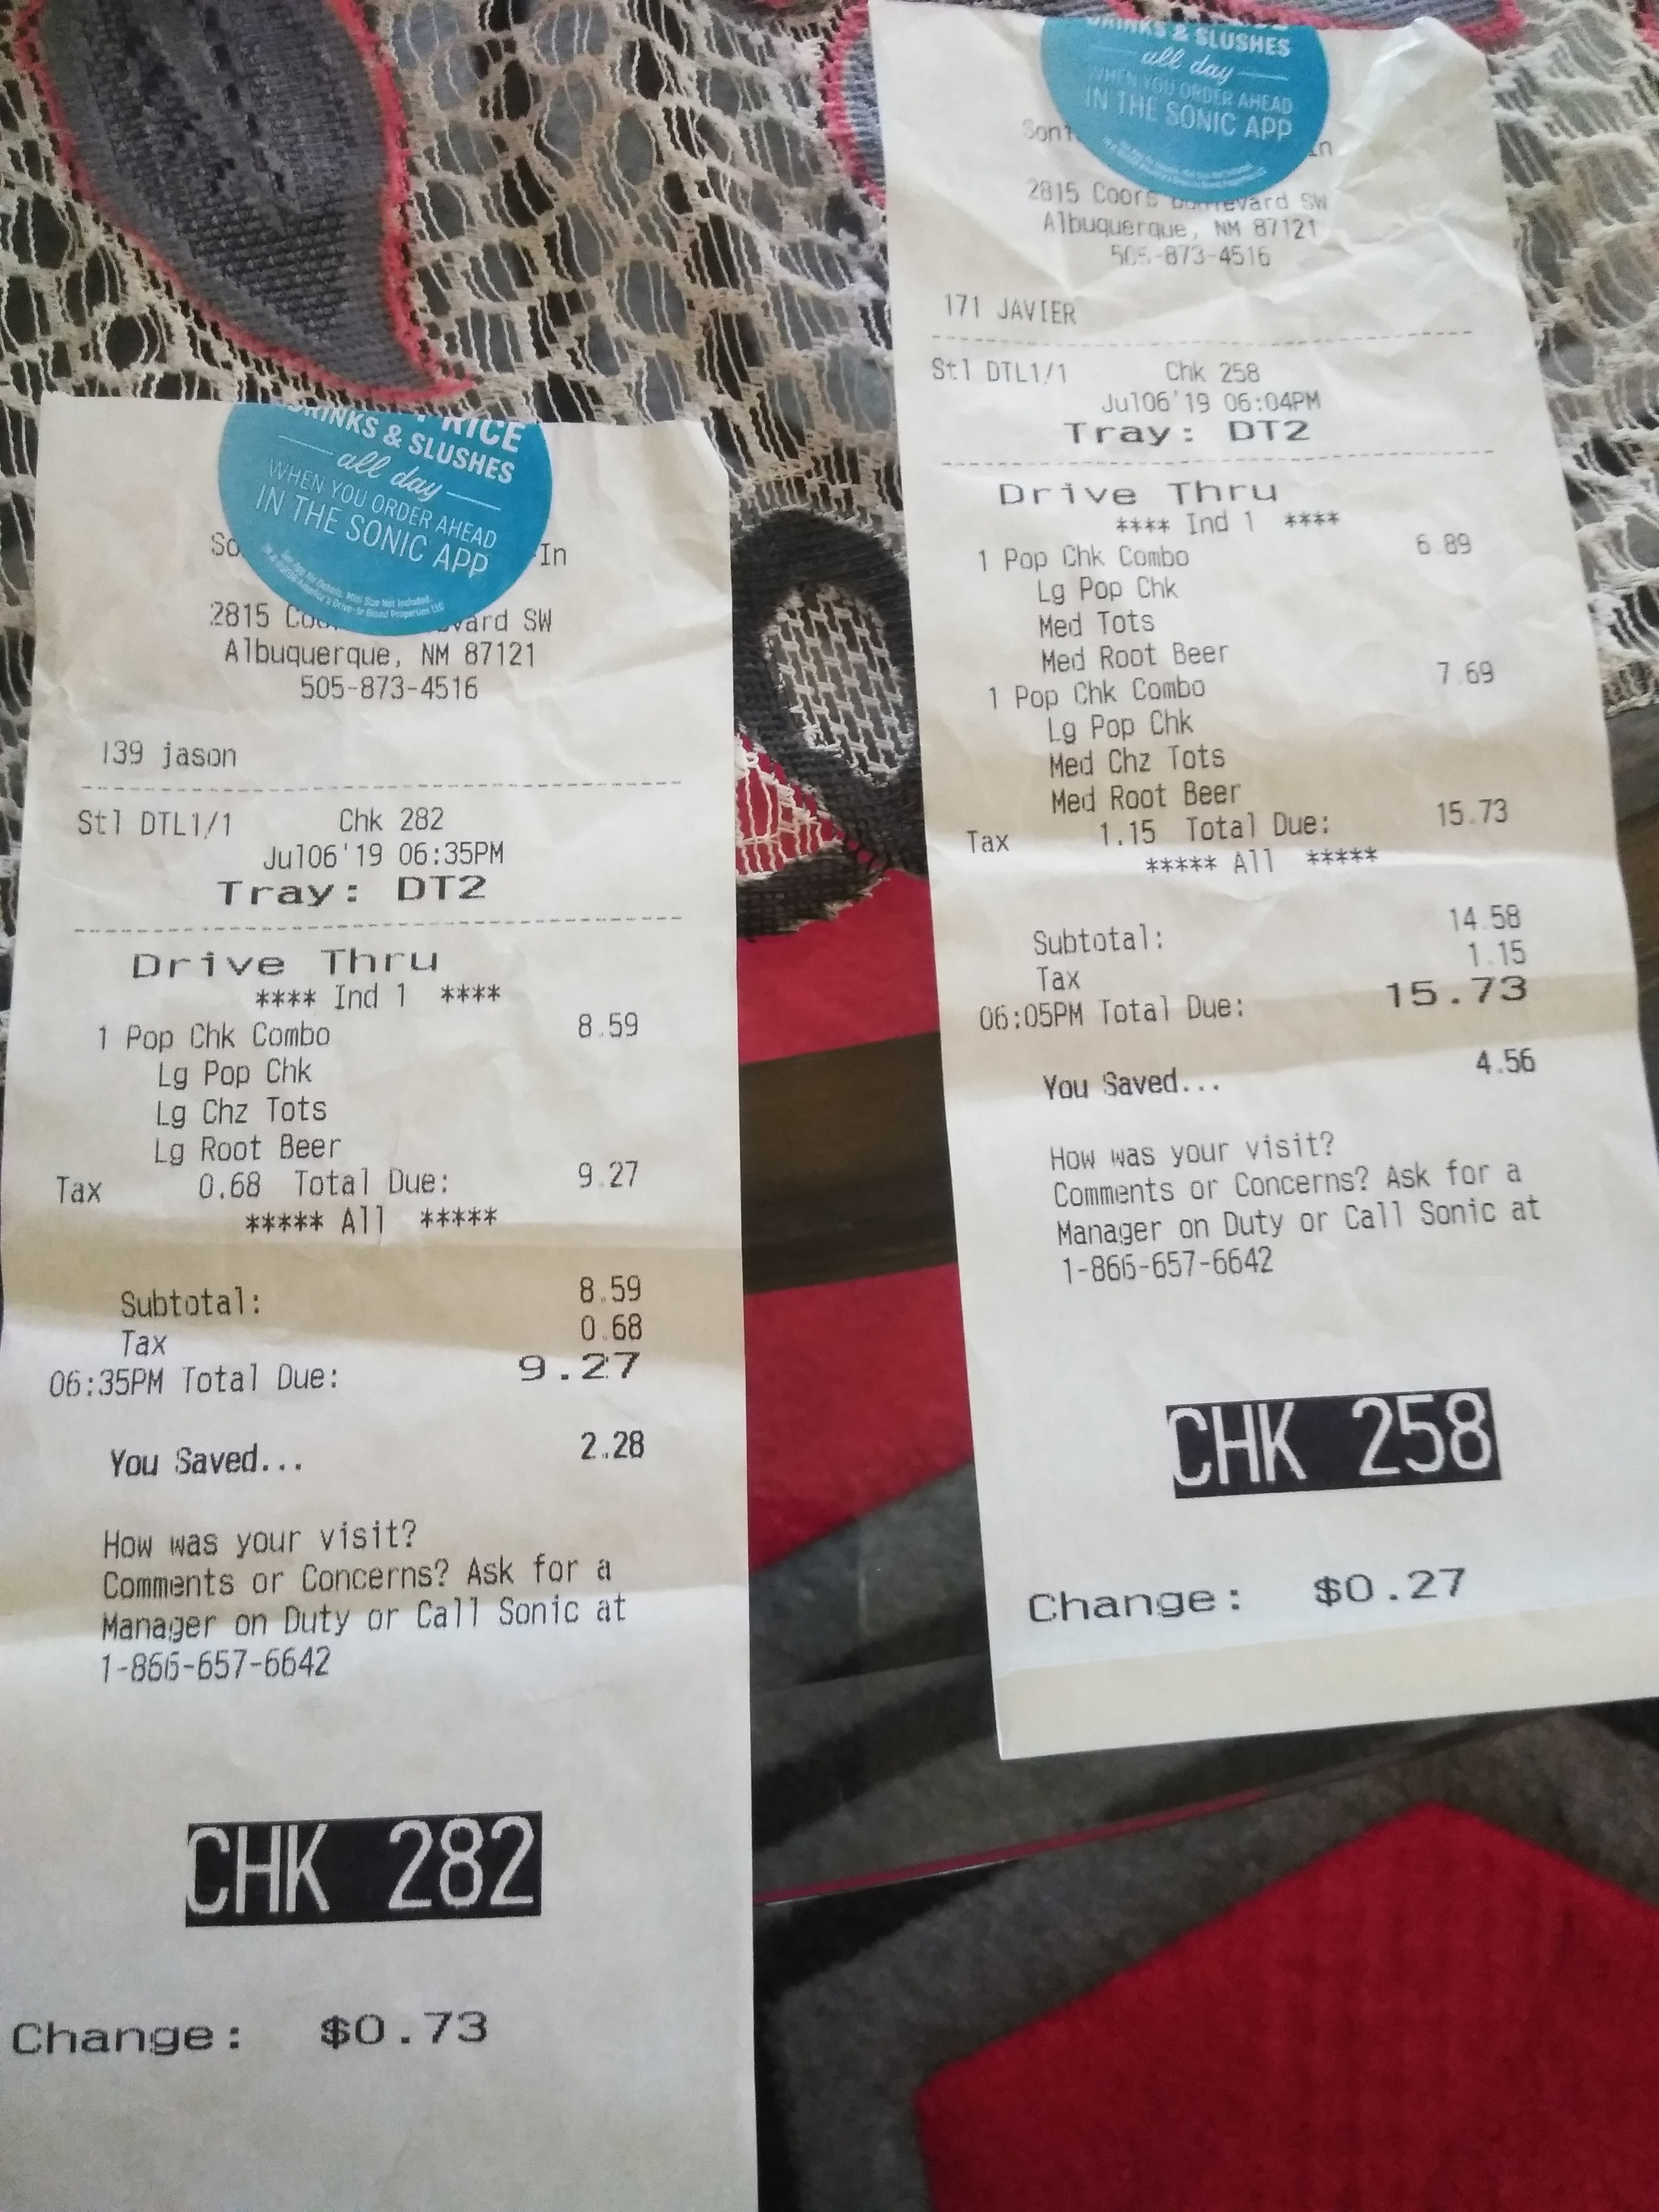 PRICE
DRINKS & SLUSHES
all day
WHEN YOU ORDER AHEAD
IN THE SONIC APP
In
2815 vard SW
Albuquerque, NM 87121
505-873-4516
139 jason
Stl DTL1/1 Chk 282
Jul06'19 06:35PM
Tray: DT2
Drive Thru
**** Ind 1 ****
1 Pop Chk Combo 8.59
Lg Pop Chk
Lg Chz Tots
Lg Root Beer
Tax 0.68 Total Due: 9.27
***** All *****
Subtotal: 8.59
Tax 0.68
06:35PM Total Due: 9.27
You Saved... 2.28
How was your visit?
Comments or Concerns? Ask for a
Manager on Duty or Call Sonic at
1-866-657-6642
CHK 282
Change: $0.73
DRINKS & SLUSHES
all day
WHEN YOU ORDER AHEAD
IN THE SONIC APP
2815 Coors Boulevard SW
Albuquerque, NM 87121
505-873-4516
171 JAVIER
Stl DTL1/1 Chk 258
Jul06'19 06:04PM
Tray: DT2
Drive Thru
**** Ind 1 ****
1 Pop Chk Combo 6.89
Lg Pop Chk
Med Tots
Med Root Beer
1 Pop Chk Combo 7.69
Lg Pop Chk
Med Chz Tots
Med Root Beer
Tax 1.15 Total Due: 15.73
***** All *****
Subtotal: 14.58
Tax 1.15
06:05PM Total Due: 15.73
You Saved... 4.56
How was your visit?
Comments or Concerns? Ask for a
Manager on Duty or Call Sonic at
1-866-657-6642
CHK 258
Change: $0.27